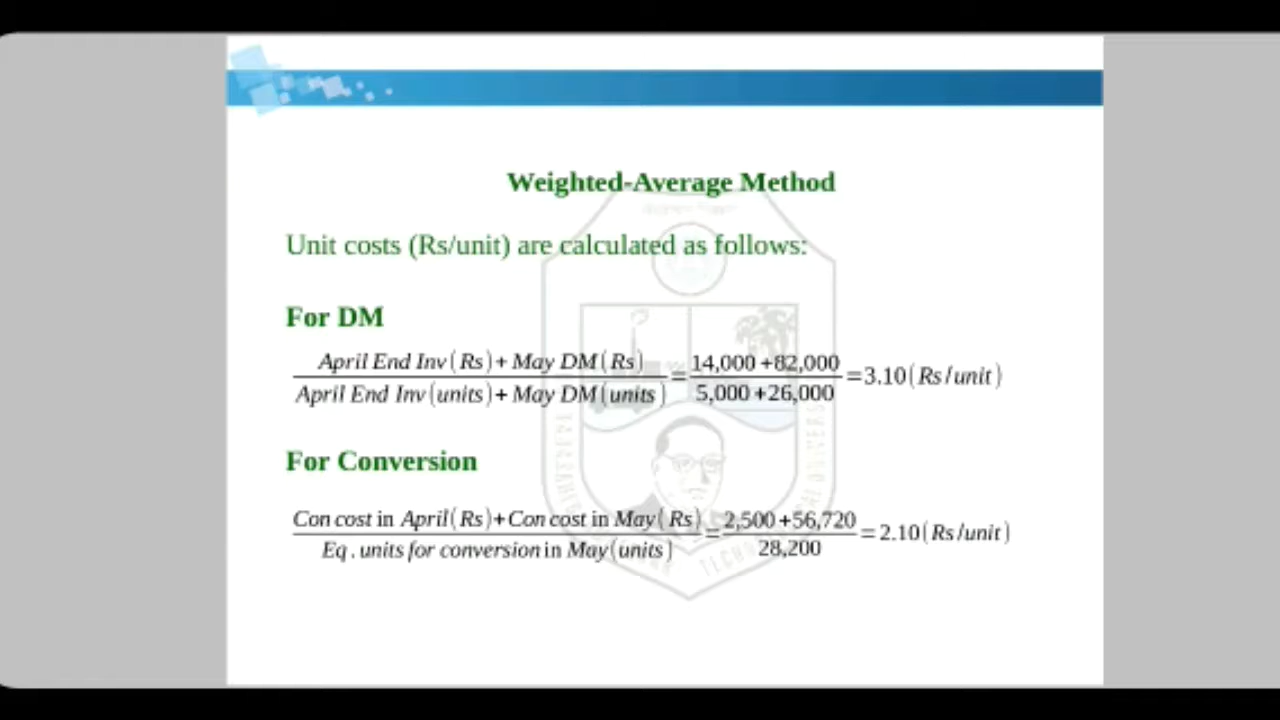 Weighted-Average Method
Unit costs (Rs/unit) are calculated as follows:
For DM
April End Inv(Rs)+May DM(Rs) / April End Inv(units)+May DM(units) = 14,000+82,000 / 5,000+26,000 =3.10(Rs/unit)
For Conversion
Con cost in April(Rs)+Con cost in May(Rs) / Eq. units for conversion in May(units) = 2,500+56,720 / 28,200 =2.10(Rs/unit)